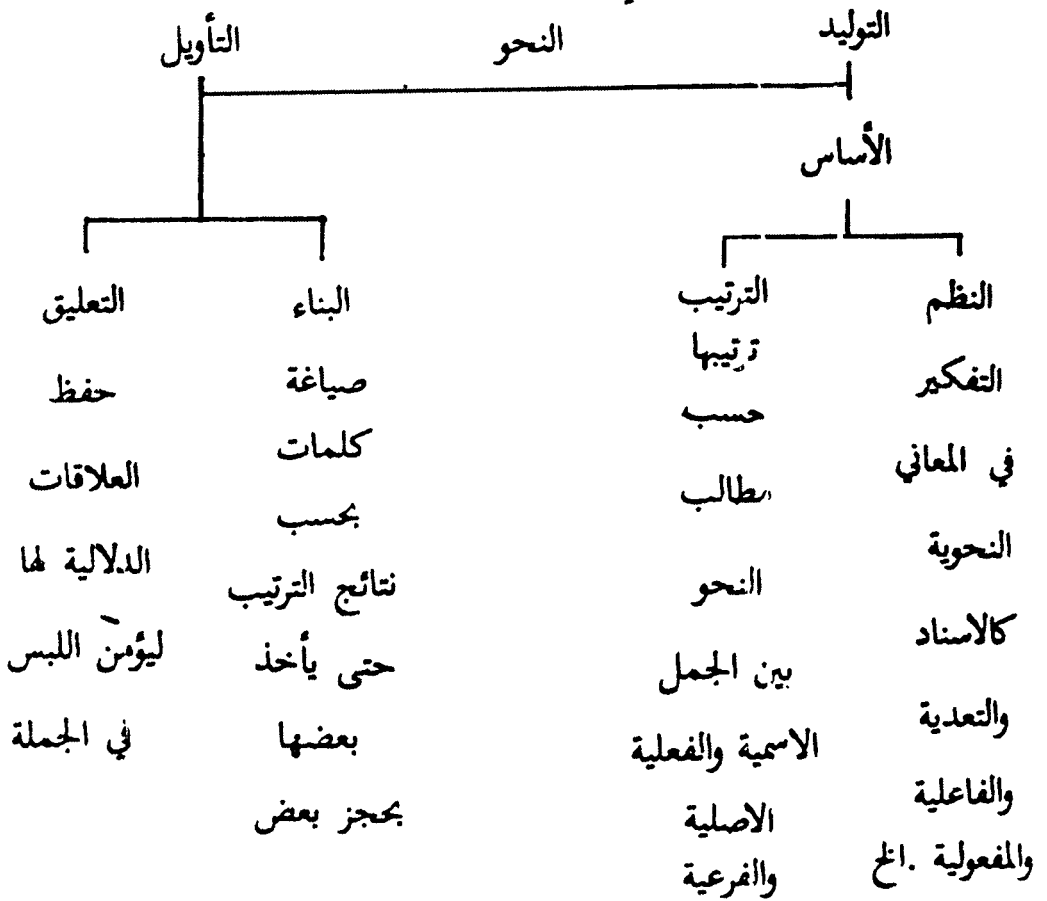 التوليد النحو التأويل
الأساس
النظم
التفكير
في المعاني
النحوية
كالاسناد
والتعدية
والفاعلية
والمفعولية .الخ
الترتيب
ترتيبها
حسب
مطالب
النحو
بين الجمل
الاسمية والفعلية
الاصلية
والفرعية
البناء
صياغة
كلمات
بحسب
نتائج الترتيب
حتى يأخذ
بعضها
بحجز بعض
التعليق
حفظ
العلاقات
الدلالية لها
ليؤمن اللبس
في الجملة